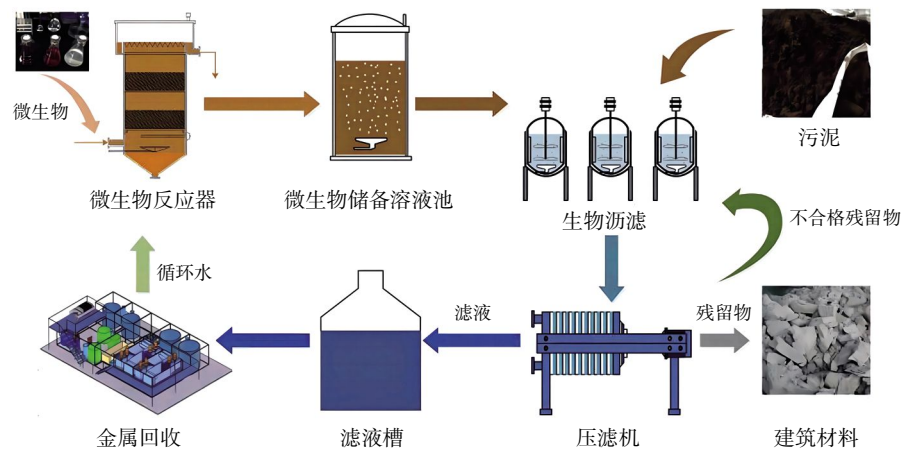 微生物
污泥
微生物反应器
微生物储备溶液池
生物沥滤
不合格残留物
循环水
滤液
残留物
金属回收
滤液槽
压滤机
建筑材料